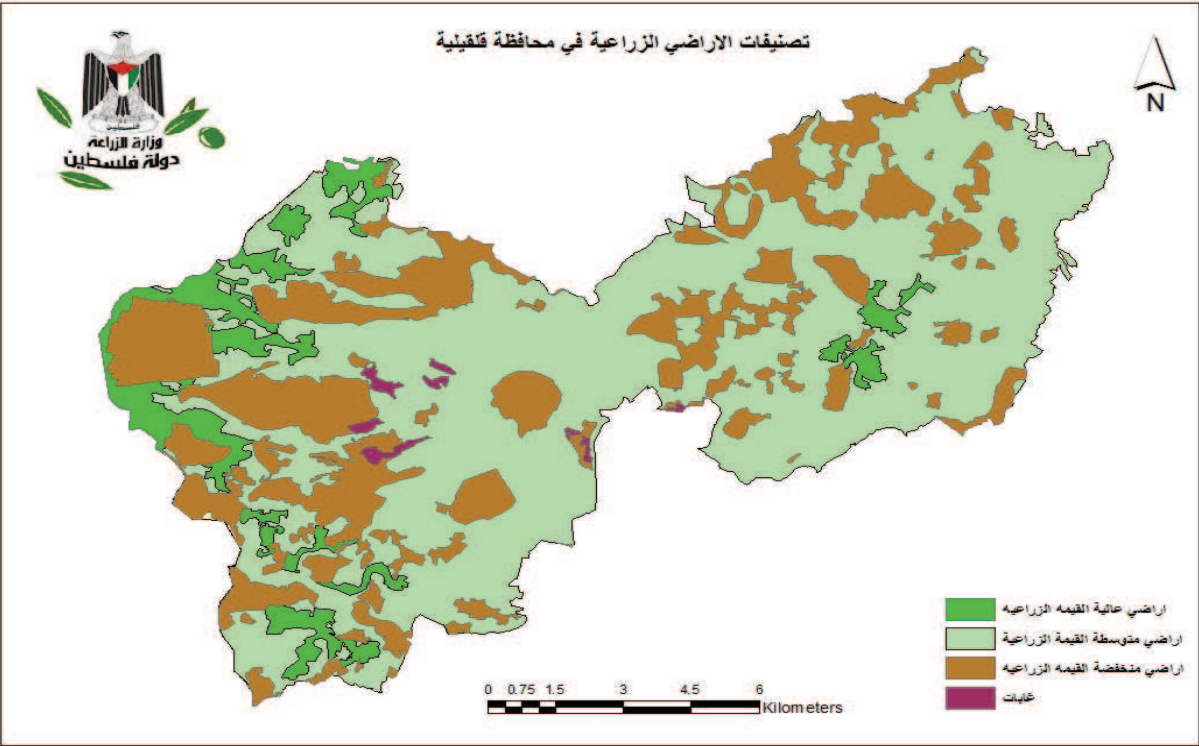 تصنيفات الاراضي الزراعية في محافظة قلقيلية
فلسطين
وزارة الزراعة
دولة فلسطين
N
اراضي عالية القيمه الزراعيه
اراضي متوسطة القيمة الزراعية
اراضي منخفضة القيمه الزراعيه
غابات
0 0.75 1.5 3 4.5 6
Kilometers